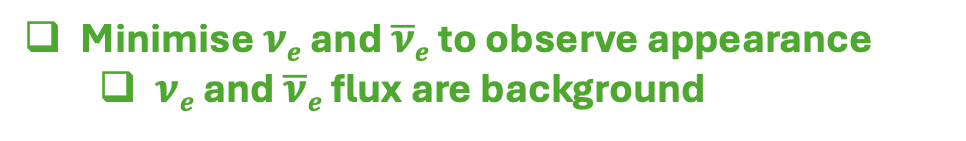 ❑ Minimise νₑ and ν̅ₑ to observe appearance
❑ νₑ and ν̅ₑ flux are background